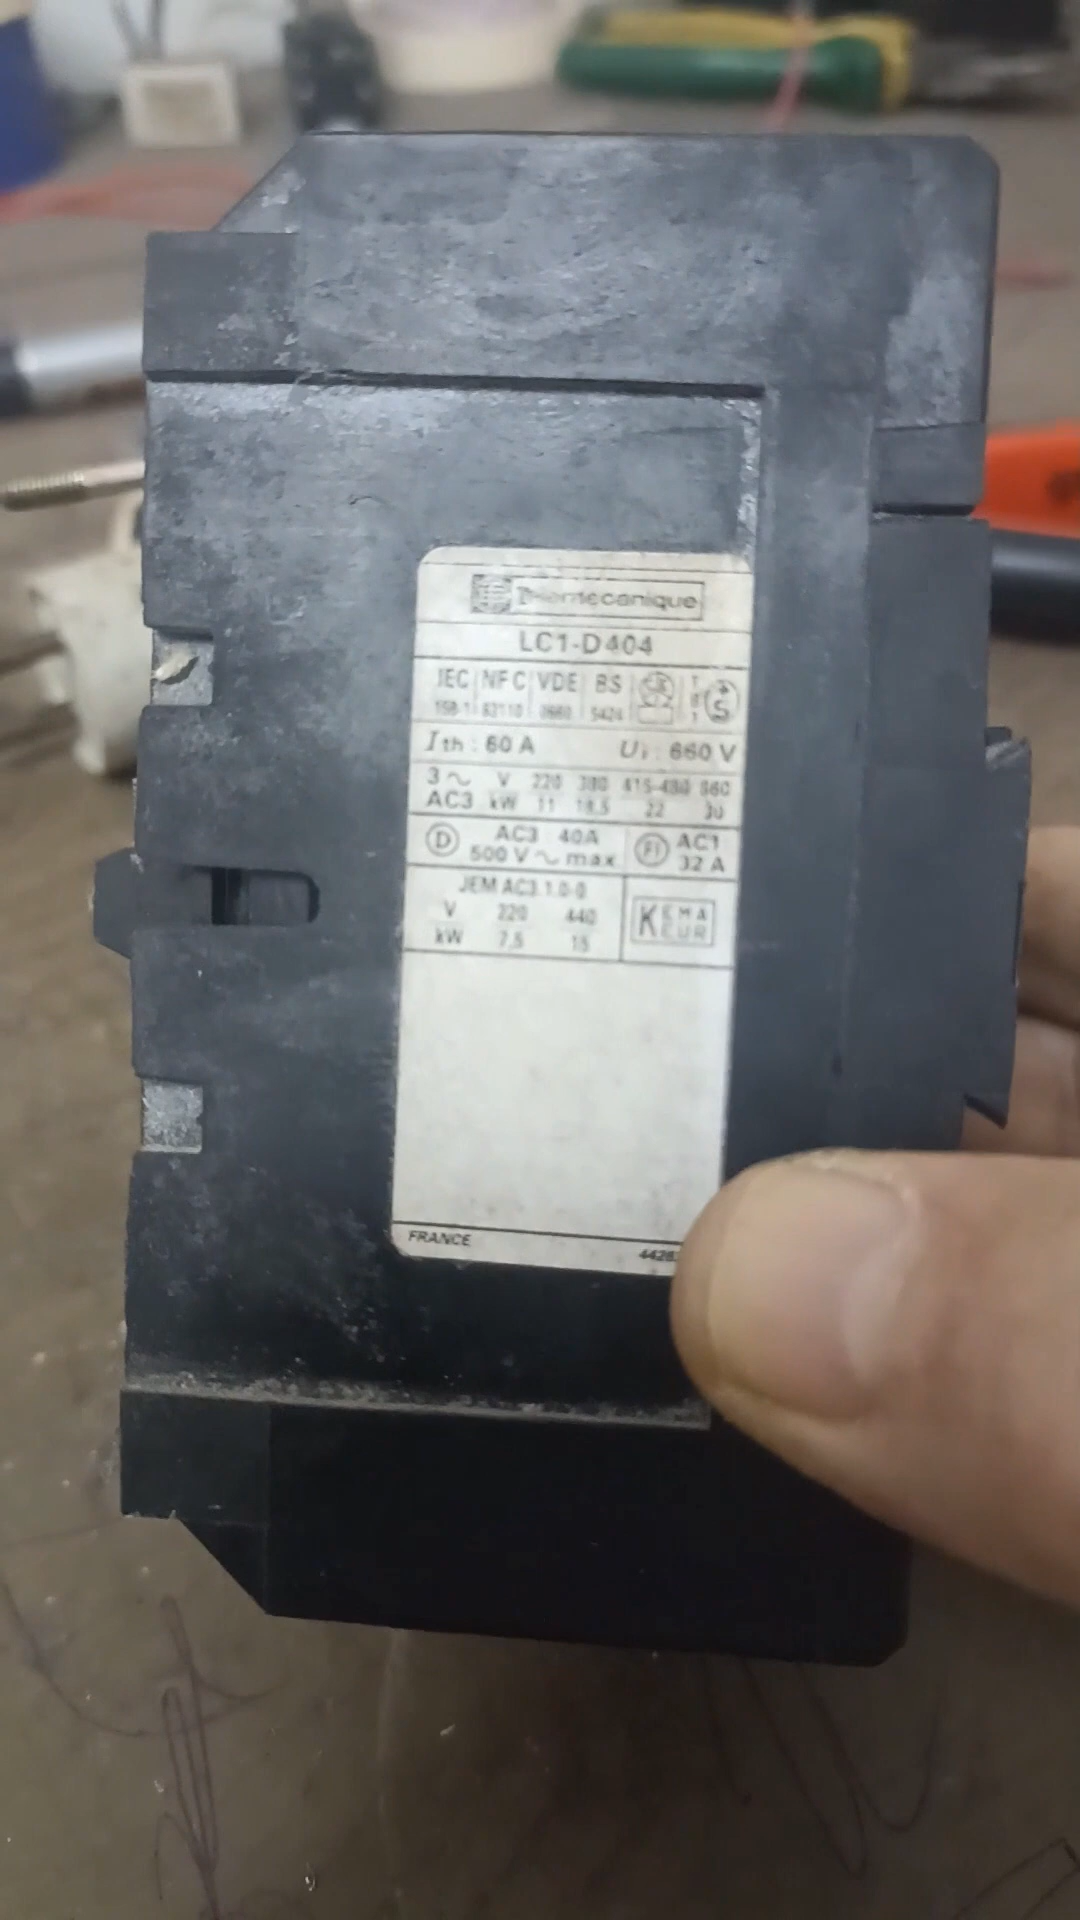 Telemecanique
LC1-D404
IEC NFC VDE BS
158-1 63110 0660 5424
Ith : 60 A Ui : 660 V
3~ V 220 380 415-480 660
AC3 kW 11 18,5 22 30
D AC3 40A FI AC1
500 V ~ max 32 A
JEM AC3.1.0-0
V 220 440
kW 7,5 15
KEMA
KEUR
FRANCE